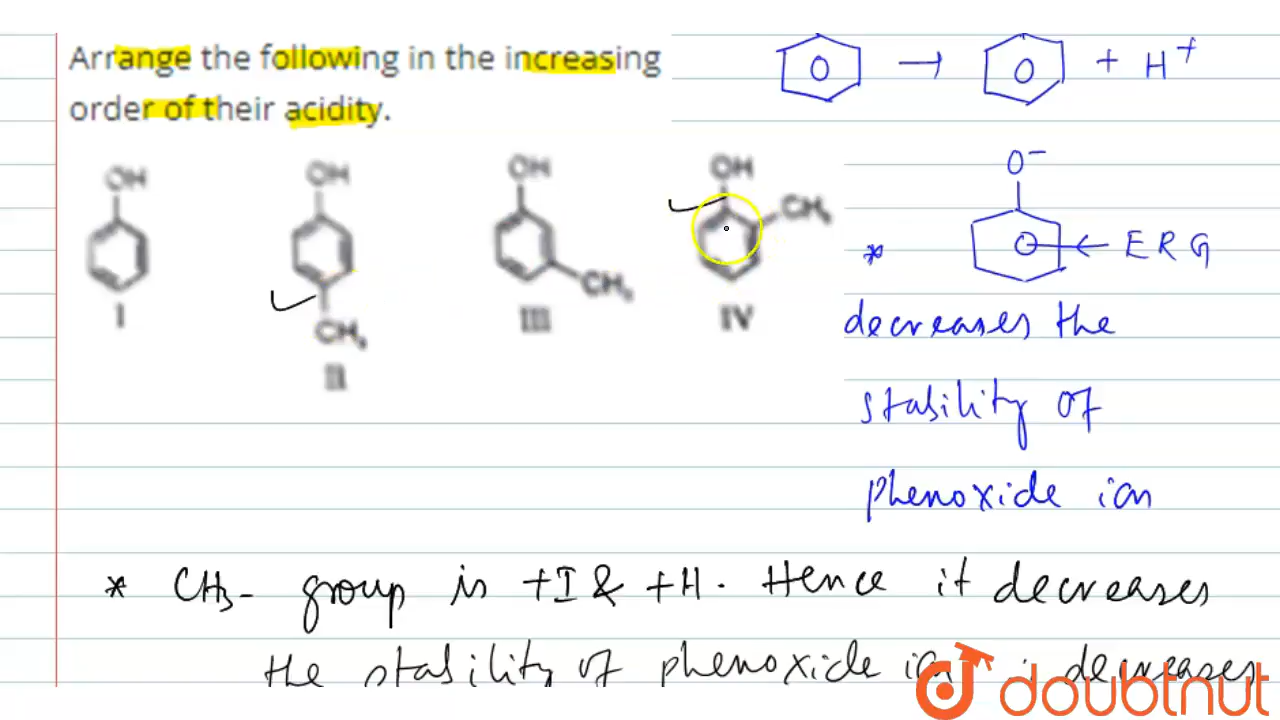 Arrange the following in the increasing
order of their acidity.
OH
I
OH
CH₃
II
OH
CH₃
III
OH
CH₃
IV
→ + H⁺
O⁻
* ← E R G
decreases the
stability of
phenoxide ion
* CH₃- group is +I & +H. Hence it decreases
the stability of phenoxide ion ∴ decreases
doubtnut